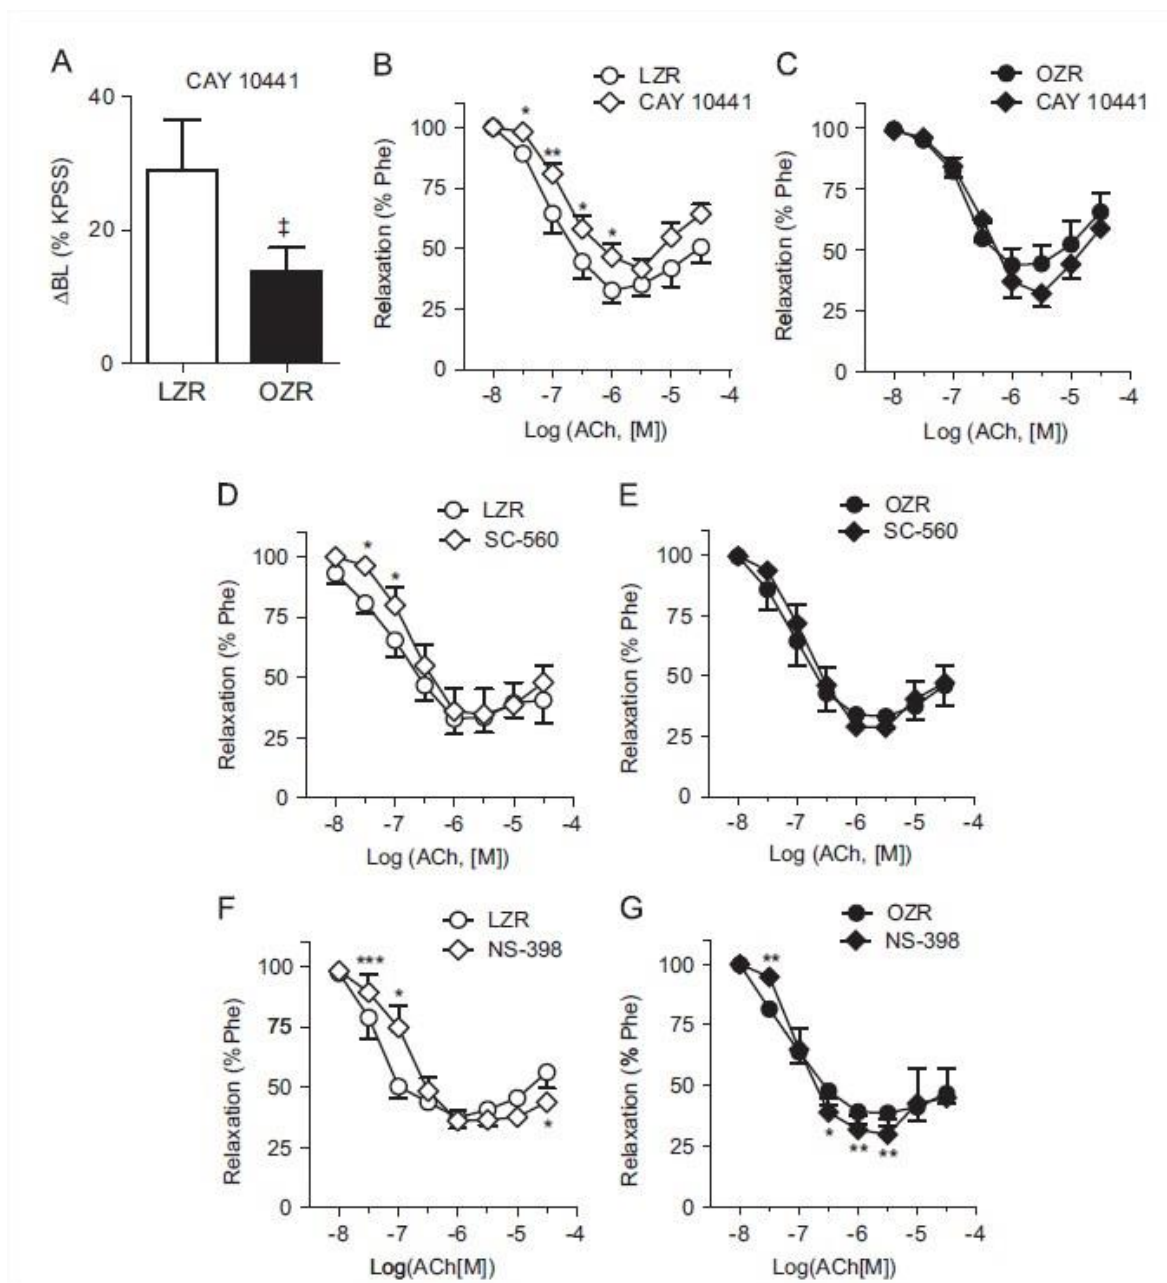 A
CAY 10441
ΔBL (% KPSS)
40
20
0
‡
LZR
OZR
B
LZR
CAY 10441
Relaxation (% Phe)
100
75
50
25
0
*
**
*
*
-8
-7
-6
-5
-4
Log (ACh, [M])
C
OZR
CAY 10441
Relaxation (% Phe)
100
75
50
25
0
-8
-7
-6
-5
-4
Log (ACh, [M])
D
LZR
SC-560
Relaxation (% Phe)
100
75
50
25
0
*
*
-8
-7
-6
-5
-4
Log (ACh, [M])
E
OZR
SC-560
Relaxation (% Phe)
100
75
50
25
0
-8
-7
-6
-5
-4
Log (ACh, [M])
F
LZR
NS-398
Relaxation (% Phe)
100
75
50
25
0
***
*
*
-8
-7
-6
-5
-4
Log(ACh[M])
G
OZR
NS-398
Relaxation (% Phe)
100
75
50
25
0
**
*
**
**
-8
-7
-6
-5
-4
Log(ACh[M])